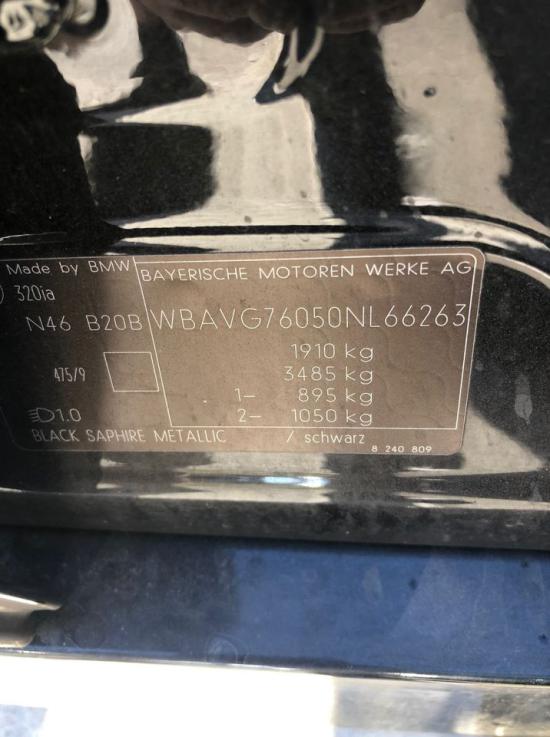 Made by BMW
320ia
N46 B20B
475/9
1.0
BLACK SAPHIRE METALLIC / schwarz
BAYERISCHE MOTOREN WERKE AG
WBAVG76050NL66263
1910 kg
3485 kg
1- 895 kg
2- 1050 kg
8 240 809